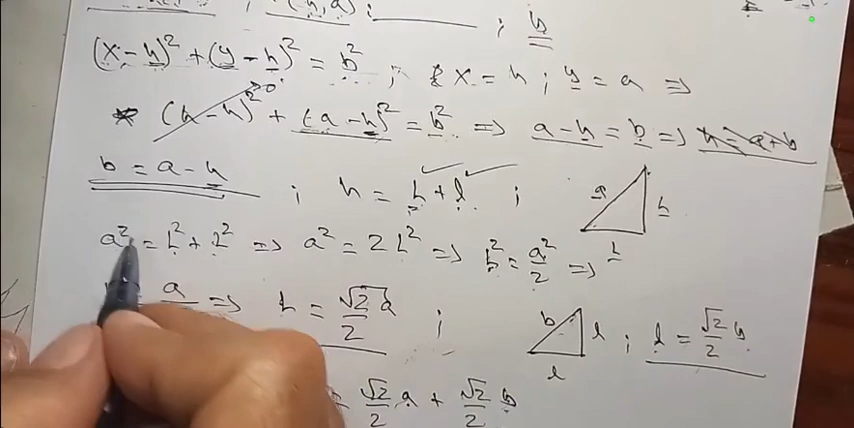 ; (h, a) : ; b
(x-h)² + (y-h)² = b² ; x = h ; y = a ⇒
* (h-h)²→0 + (a-h)² = b² ⇒ a-h = b ⇒ h = a+b
b = a-h ; h = L + l ; a L L
a² = L² + L² ⇒ a² = 2L² ⇒ L² = a²/2 ⇒
a ⇒ L = √2/2 a ; b l l ; l = √2/2 b
= √2/2 a + √2/2 b